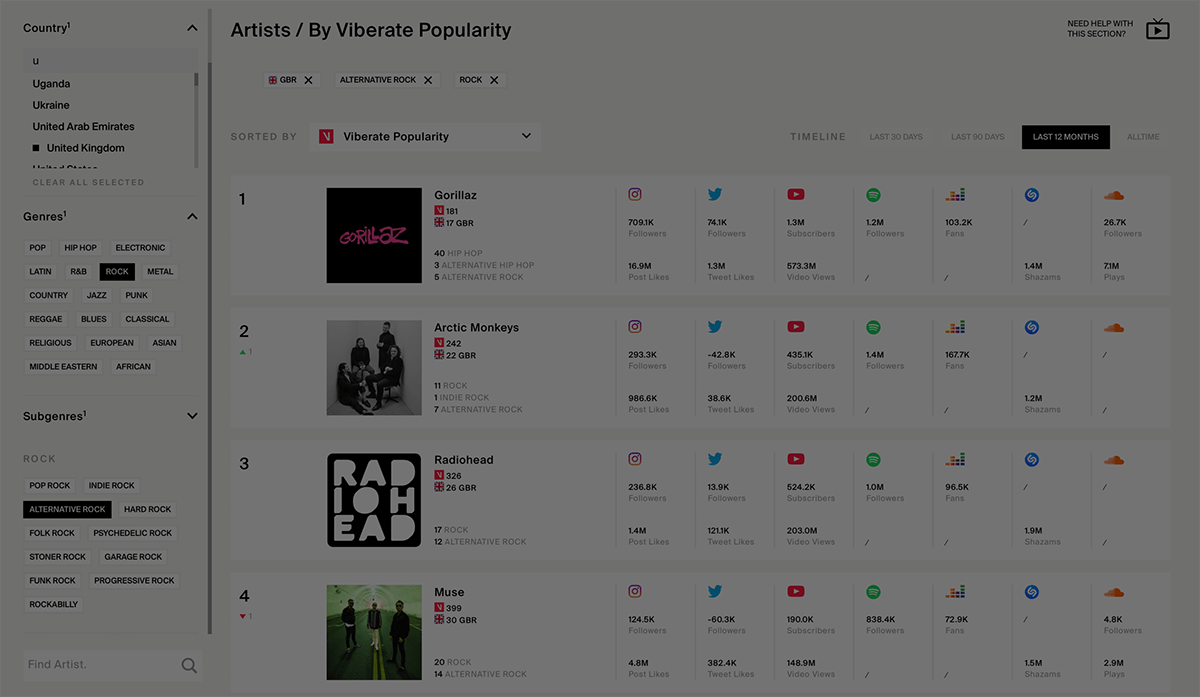 Country1
u
Uganda
Ukraine
United Arab Emirates
United Kingdom
United States
CLEAR ALL SELECTED
Genres1
POP HIP HOP ELECTRONIC
LATIN R&B ROCK METAL
COUNTRY JAZZ PUNK
REGGAE BLUES CLASSICAL
RELIGIOUS EUROPEAN ASIAN
MIDDLE EASTERN AFRICAN
Subgenres1
ROCK
POP ROCK INDIE ROCK
ALTERNATIVE ROCK HARD ROCK
FOLK ROCK PSYCHEDELIC ROCK
STONER ROCK GARAGE ROCK
FUNK ROCK PROGRESSIVE ROCK
ROCKABILLY
Find Artist.
Artists / By Viberate Popularity
NEED HELP WITH
THIS SECTION?
GBR ALTERNATIVE ROCK ROCK
SORTED BY Viberate Popularity TIMELINE LAST 30 DAYS LAST 90 DAYS LAST 12 MONTHS ALLTIME
1
GORILLAZ
Gorillaz
181
17 GBR
40 HIP HOP
3 ALTERNATIVE HIP HOP
5 ALTERNATIVE ROCK
709.1K 74.1K 1.3M 1.2M 103.2K / 26.7K
Followers Followers Subscribers Followers Fans Followers
16.9M 1.3M 573.3M / / 1.4M 7.1M
Post Likes Tweet Likes Video Views Shazams Plays
2
1
Arctic Monkeys
242
22 GBR
11 ROCK
1 INDIE ROCK
7 ALTERNATIVE ROCK
293.3K -42.8K 435.1K 1.4M 167.7K / /
Followers Followers Subscribers Followers Fans
986.6K 38.6K 200.6M / / 1.2M /
Post Likes Tweet Likes Video Views Shazams
3
RAD
IOH
EAD
Radiohead
326
26 GBR
17 ROCK
12 ALTERNATIVE ROCK
236.8K 13.9K 524.2K 1.0M 96.5K / /
Followers Followers Subscribers Followers Fans
1.4M 121.1K 203.0M / / 1.9M /
Post Likes Tweet Likes Video Views Shazams
4
1
Muse
399
30 GBR
20 ROCK
14 ALTERNATIVE ROCK
124.5K -60.3K 190.0K 838.4K 72.9K / 4.8K
Followers Followers Subscribers Followers Fans Followers
4.8M 382.4K 148.9M / / 1.5M 2.9M
Post Likes Tweet Likes Video Views Shazams Plays